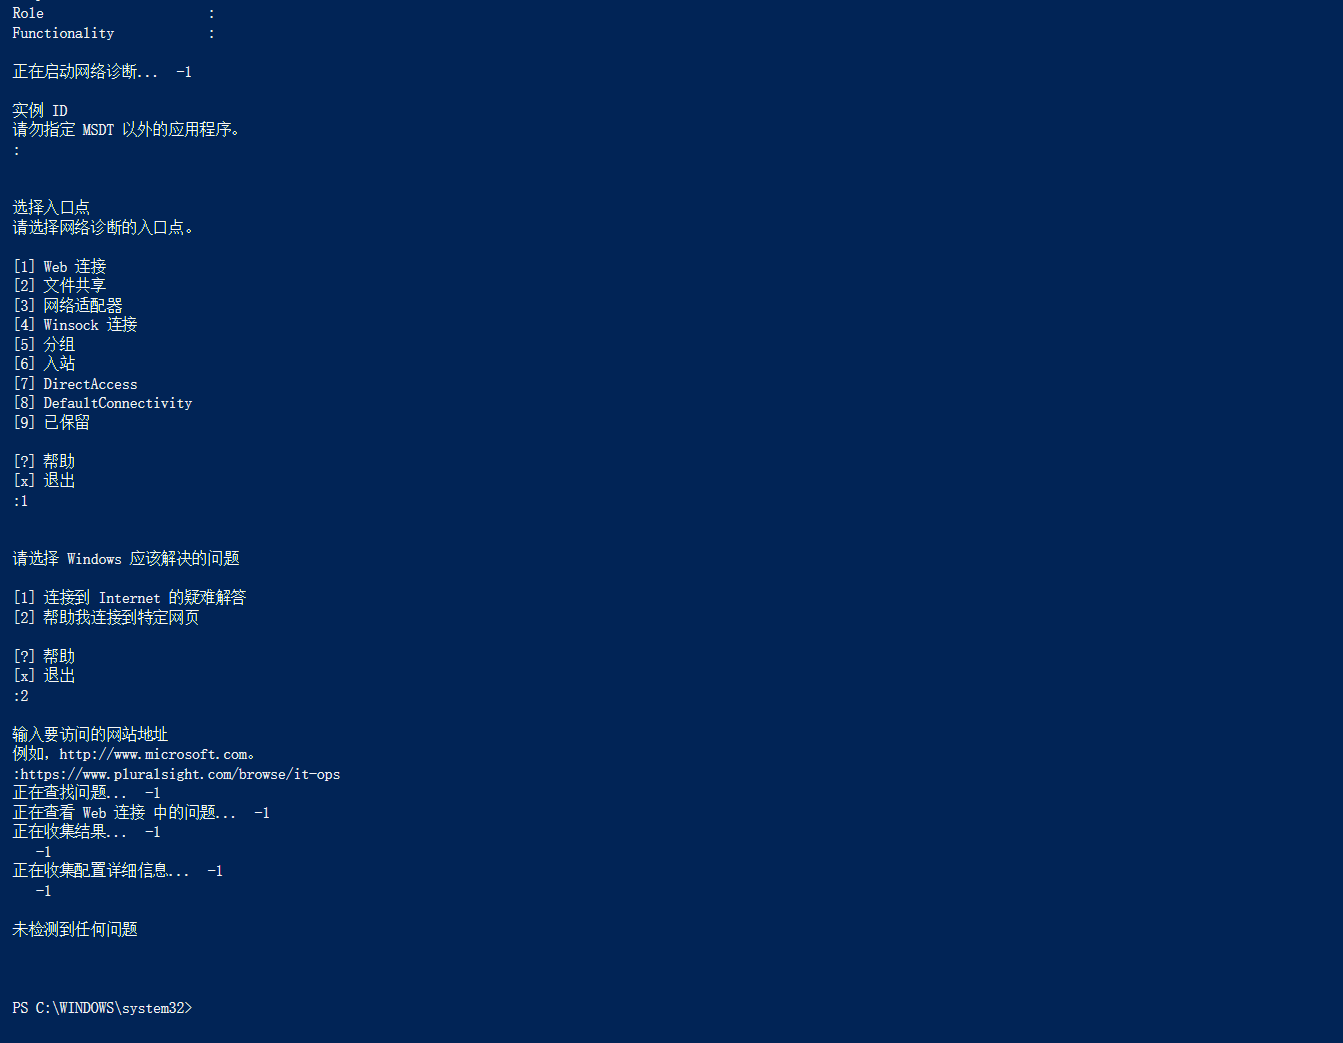 Role                         :
Functionality            :
正在启动网络诊断...  -1
实例 ID
请勿指定 MSDT 以外的应用程序。
:
选择入口点
请选择网络诊断的入口点。
[1] Web 连接
[2] 文件共享
[3] 网络适配器
[4] Winsock 连接
[5] 分组
[6] 入站
[7] DirectAccess
[8] DefaultConnectivity
[9] 已保留
[?] 帮助
[x] 退出
:1
请选择 Windows 应该解决的问题
[1] 连接到 Internet 的疑难解答
[2] 帮助我连接到特定网页
[?] 帮助
[x] 退出
:2
输入要访问的网站地址
例如，http://www.microsoft.com。
:https://www.pluralsight.com/browse/it-ops
正在查找问题...  -1
正在查看 Web 连接 中的问题...  -1
正在收集结果...  -1
-1
正在收集配置详细信息...  -1
-1
未检测到任何问题
PS C:\WINDOWS\system32>